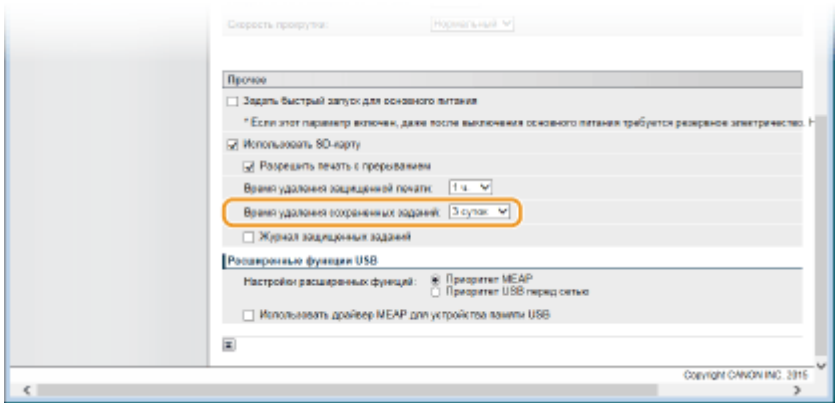 Скорость прокрутки: Нормальный
Прочее
Задать быстрый запуск для основного питания
* Если этот параметр включен, даже после выключения основного питания требуется резервное электричество. Н
Использовать SD-карту
Разрешить печать с прерыванием
Время удаления защищенной печати: 1 ч.
Время удаления сохраненных заданий: 3 суток
Журнал защищенных заданий
Расширенные функции USB
Настройки расширенных функций: Приоритет MEAP
Приоритет USB перед сетью
Использовать драйвер MEAP для устройства памяти USB
Copyright CANON INC. 2015